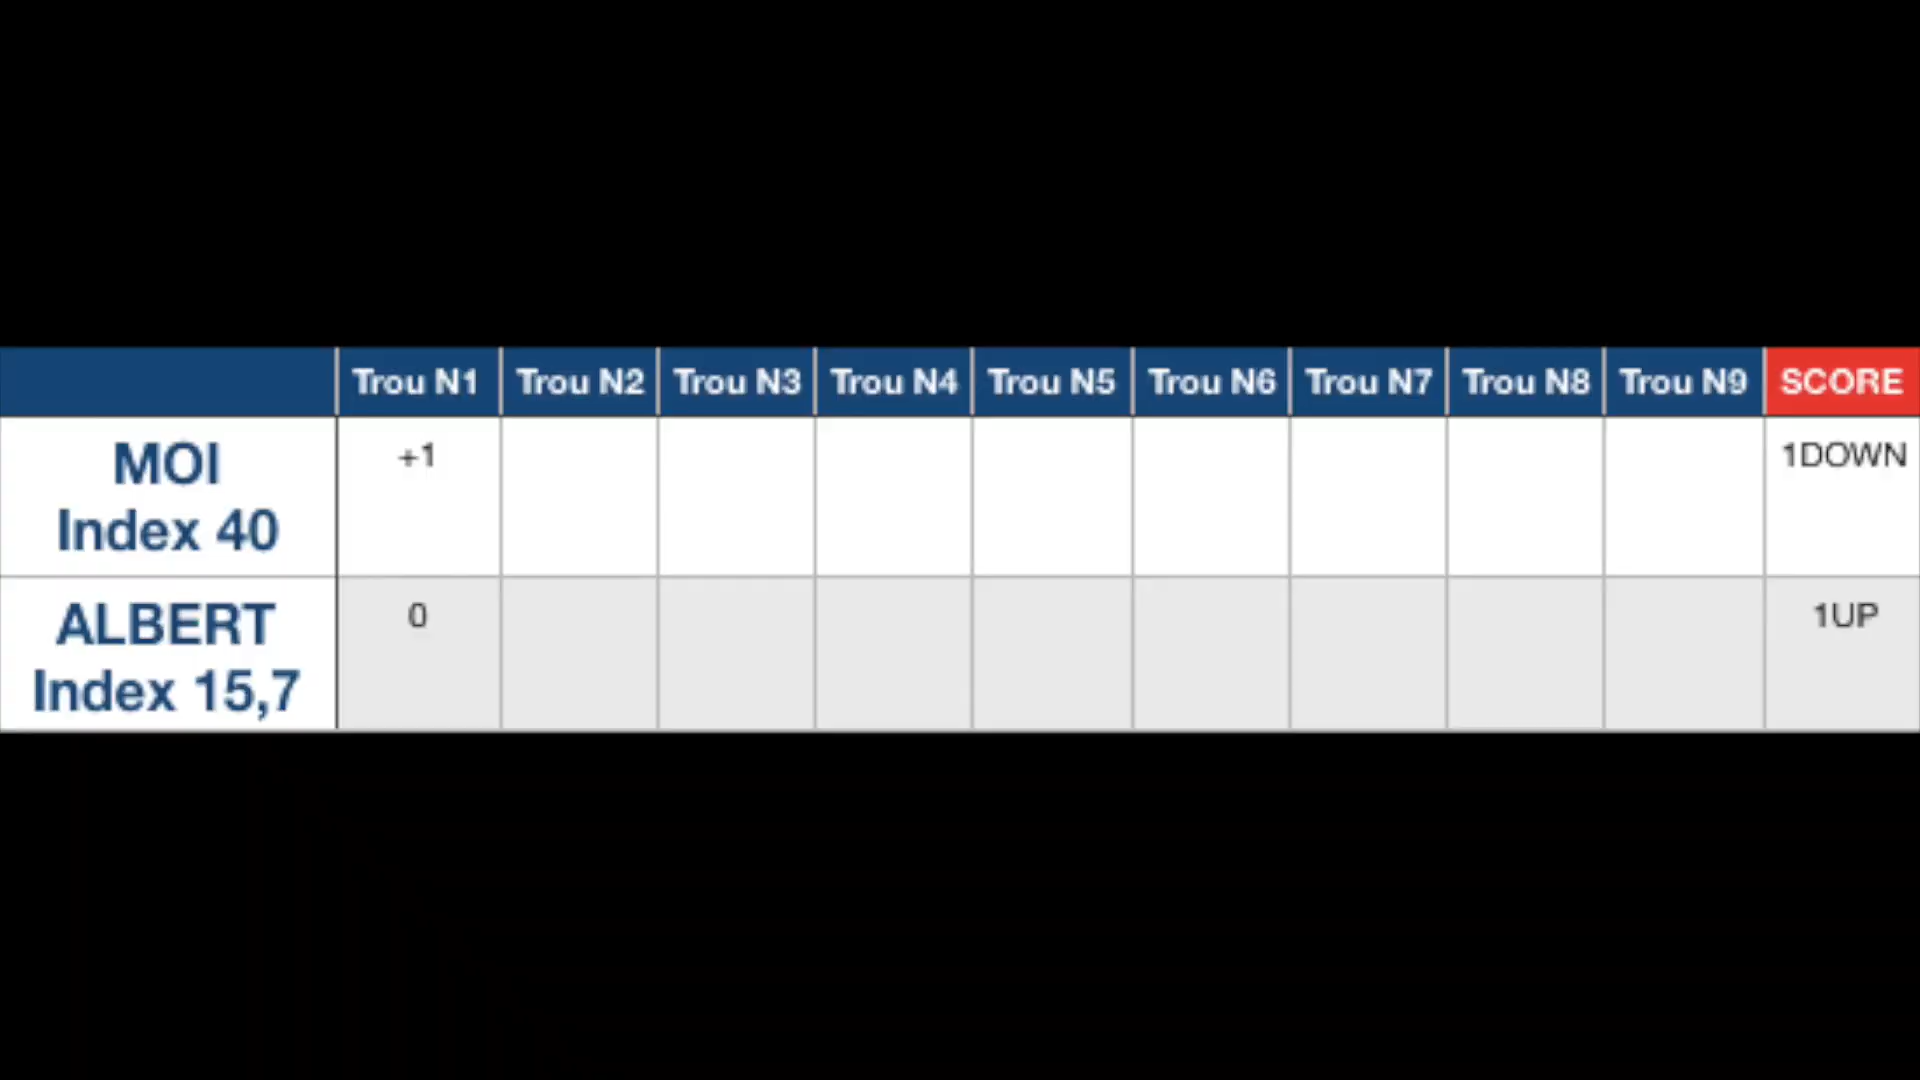 Trou N1 Trou N2 Trou N3 Trou N4 Trou N5 Trou N6 Trou N7 Trou N8 Trou N9 SCORE
MOI +1 1DOWN
Index 40
ALBERT 0 1UP
Index 15,7